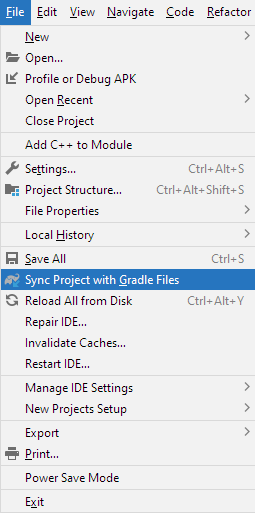 File Edit View Navigate Code Refactor
New
Open...
Profile or Debug APK
Open Recent
Close Project
Add C++ to Module
Settings... Ctrl+Alt+S
Project Structure... Ctrl+Alt+Shift+S
File Properties
Local History
Save All Ctrl+S
Sync Project with Gradle Files
Reload All from Disk Ctrl+Alt+Y
Repair IDE...
Invalidate Caches...
Restart IDE...
Manage IDE Settings
New Projects Setup
Export
Print...
Power Save Mode
Exit